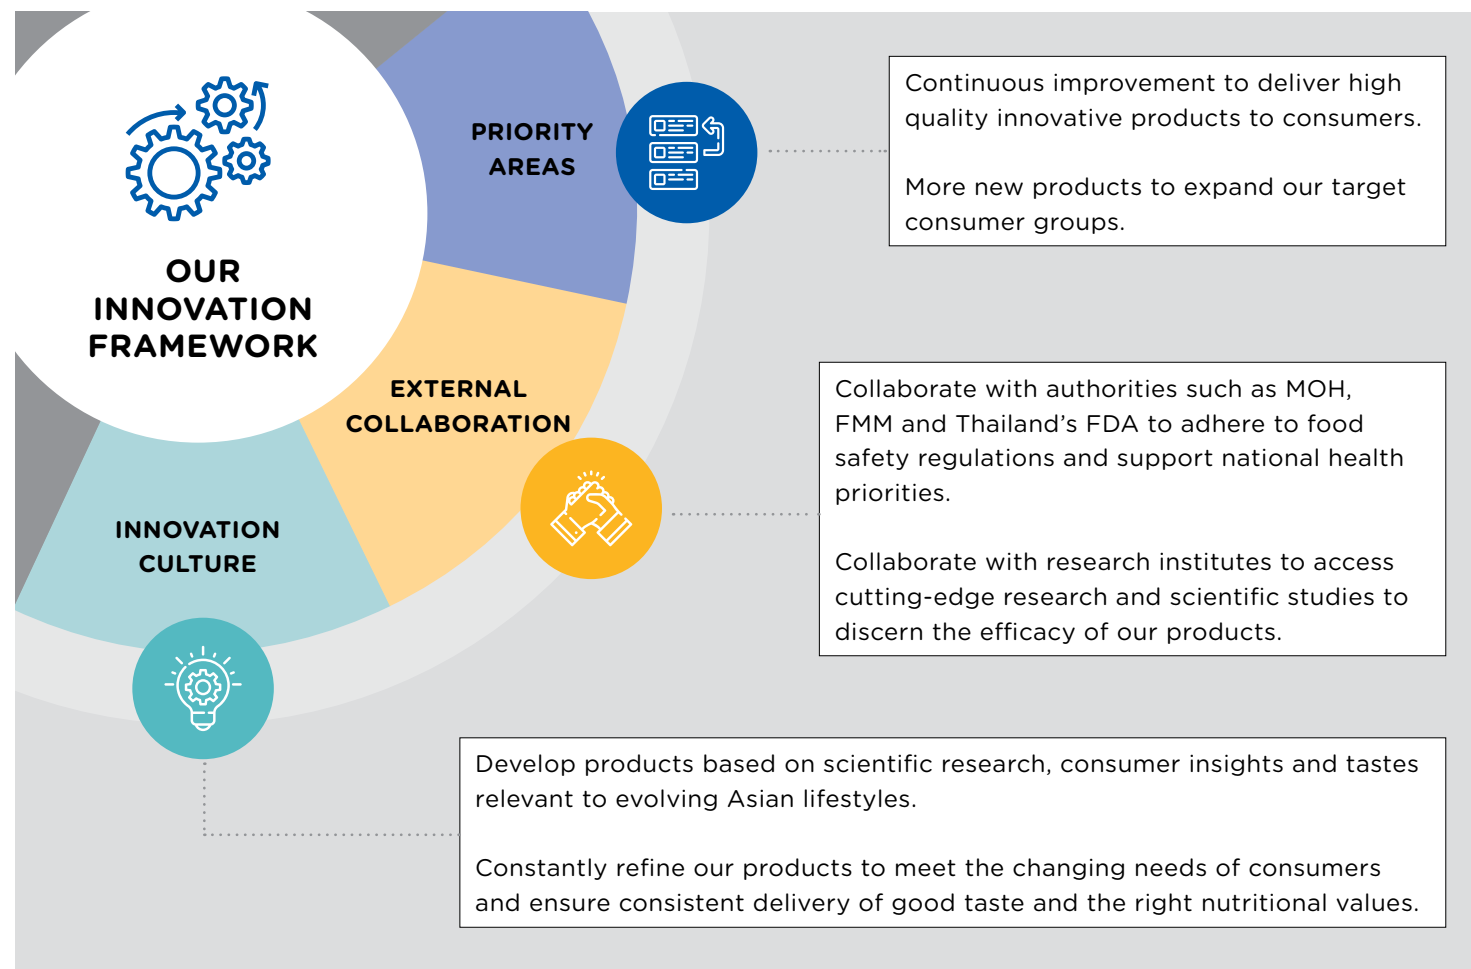 OUR
INNOVATION
FRAMEWORK
PRIORITY
AREAS
Continuous improvement to deliver high
quality innovative products to consumers.
More new products to expand our target
consumer groups.
EXTERNAL
COLLABORATION
Collaborate with authorities such as MOH,
FMM and Thailand's FDA to adhere to food
safety regulations and support national health
priorities.
Collaborate with research institutes to access
cutting-edge research and scientific studies to
discern the efficacy of our products.
INNOVATION
CULTURE
Develop products based on scientific research, consumer insights and tastes
relevant to evolving Asian lifestyles.
Constantly refine our products to meet the changing needs of consumers
and ensure consistent delivery of good taste and the right nutritional values.